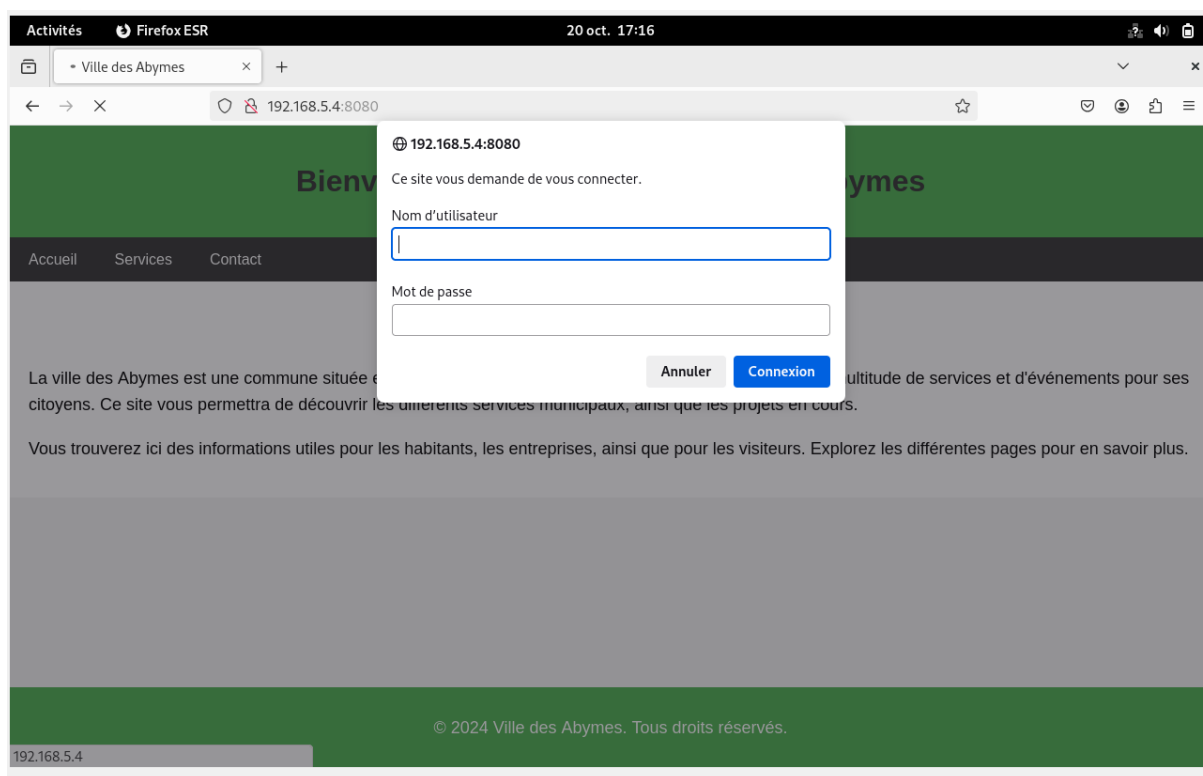 Activités Firefox ESR 20 oct. 17:16
Ville des Abymes
192.168.5.4:8080
192.168.5.4:8080
Ce site vous demande de vous connecter.
Bienv ymes
Nom d'utilisateur
Accueil Services Contact
Mot de passe
Annuler Connexion
La ville des Abymes est une commune située e ultitude de services et d'événements pour ses
citoyens. Ce site vous permettra de découvrir les différents services municipaux, ainsi que les projets en cours.
Vous trouverez ici des informations utiles pour les habitants, les entreprises, ainsi que pour les visiteurs. Explorez les différentes pages pour en savoir plus.
© 2024 Ville des Abymes. Tous droits réservés.
192.168.5.4